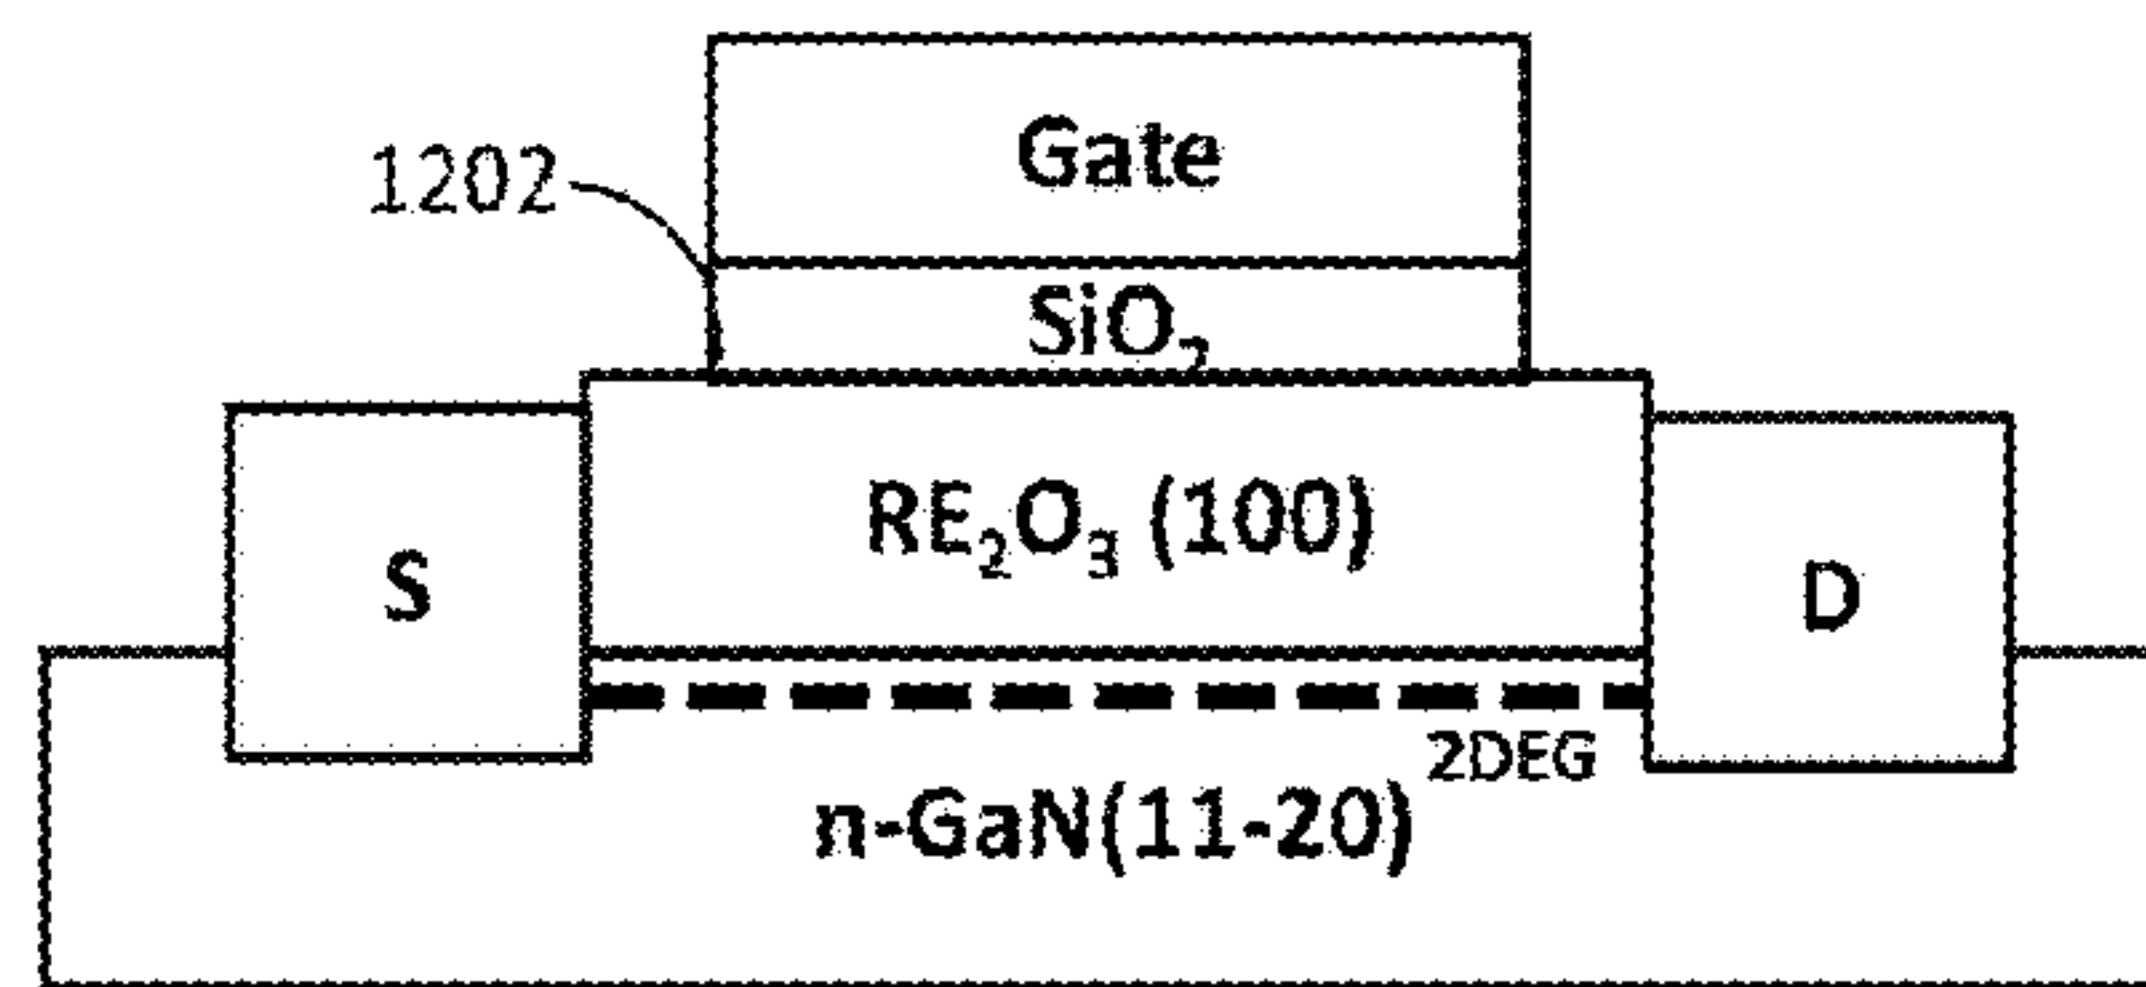 Gate
1202
SiO₂
RE₂O₃ (100)
S
D
2DEG
n-GaN(11-20)